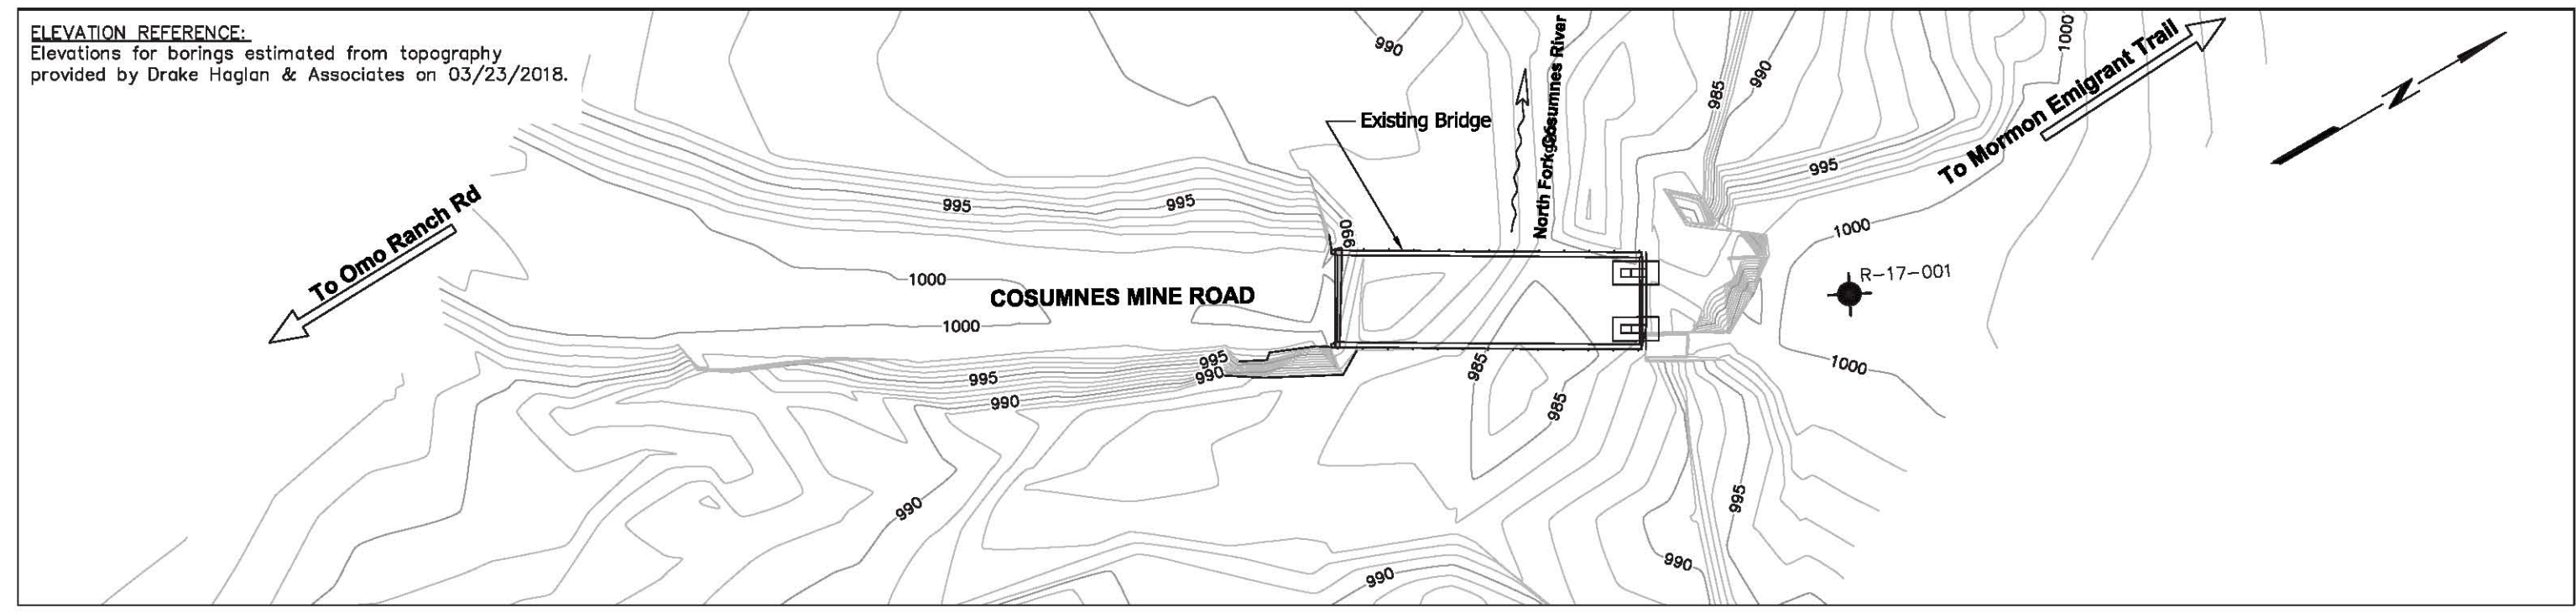 ELEVATION REFERENCE:
Elevations for borings estimated from topography
provided by Drake Haglan & Associates on 03/23/2018.
To Omo Ranch Rd
COSUMNES MINE ROAD
Existing Bridge
North Fork Cosumnes River
To Mormon Emigrant Trail
N
R-17-001
990
985
990
1000
995
995
995
990
1000
1000
1000
995
990
995
990
985
985
1000
990
995
990
990